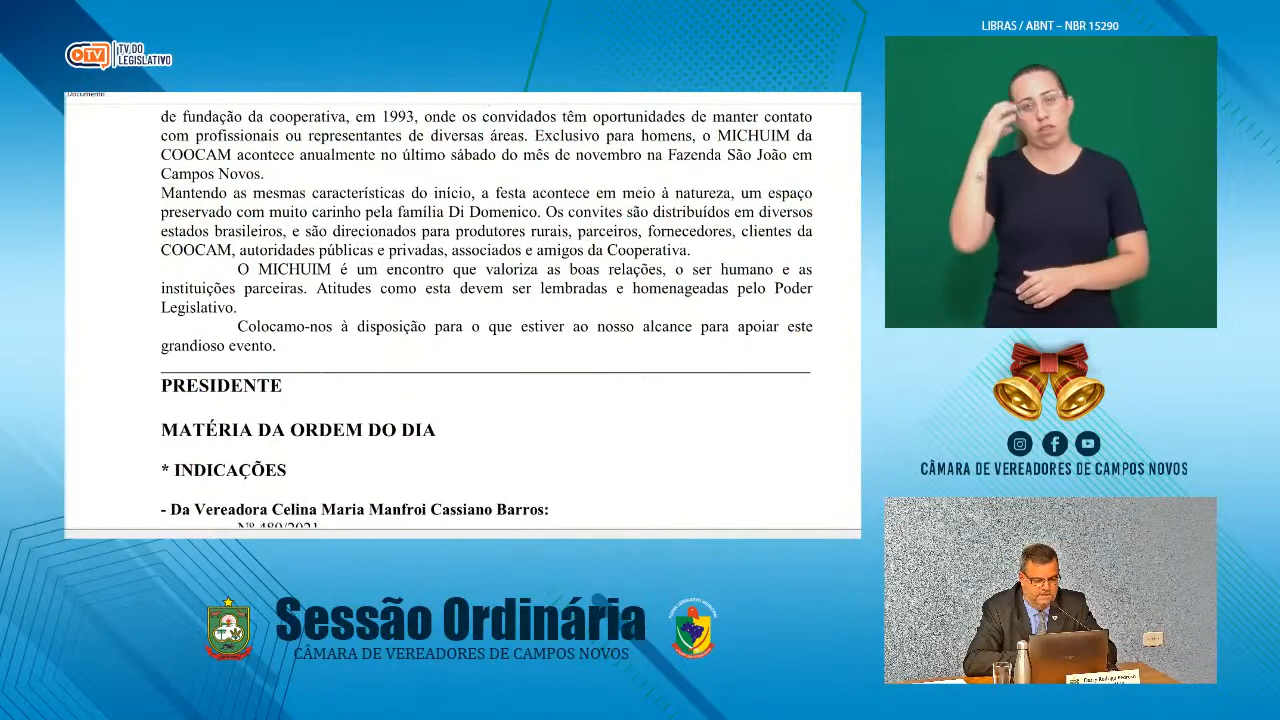 LIBRAS / ABNT – NBR 15290
TV
TV DO
LEGISLATIVO
Documento
de fundação da cooperativa, em 1993, onde os convidados têm oportunidades de manter contato
com profissionais ou representantes de diversas áreas. Exclusivo para homens, o MICHUIM da
COOCAM acontece anualmente no último sábado do mês de novembro na Fazenda São João em
Campos Novos.
Mantendo as mesmas características do início, a festa acontece em meio à natureza, um espaço
preservado com muito carinho pela família Di Domenico. Os convites são distribuídos em diversos
estados brasileiros, e são direcionados para produtores rurais, parceiros, fornecedores, clientes da
COOCAM, autoridades públicas e privadas, associados e amigos da Cooperativa.
O MICHUIM é um encontro que valoriza as boas relações, o ser humano e as
instituições parceiras. Atitudes como esta devem ser lembradas e homenageadas pelo Poder
Legislativo.
Colocamo-nos à disposição para o que estiver ao nosso alcance para apoiar este
grandioso evento.
PRESIDENTE
MATÉRIA DA ORDEM DO DIA
* INDICAÇÕES
- Da Vereadora Celina Maria Manfroi Cassiano Barros:
Nº 480/2021
CÂMARA DE VEREADORES DE CAMPOS NOVOS
Sessão Ordinária
CÂMARA DE VEREADORES DE CAMPOS NOVOS